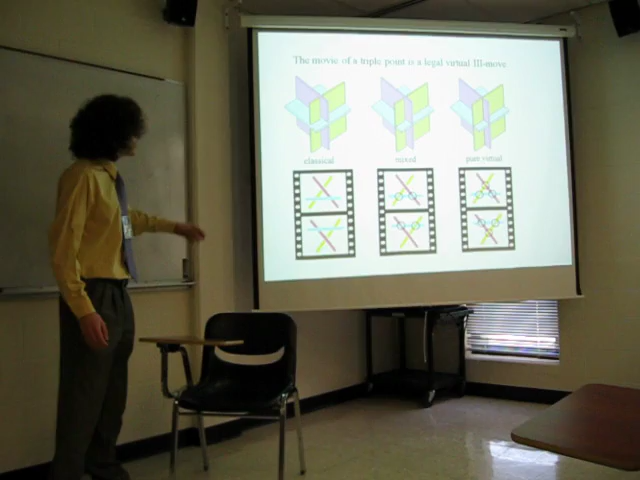 The movie of a triple point is a legal virtual III-move
classical mixed pure virtual